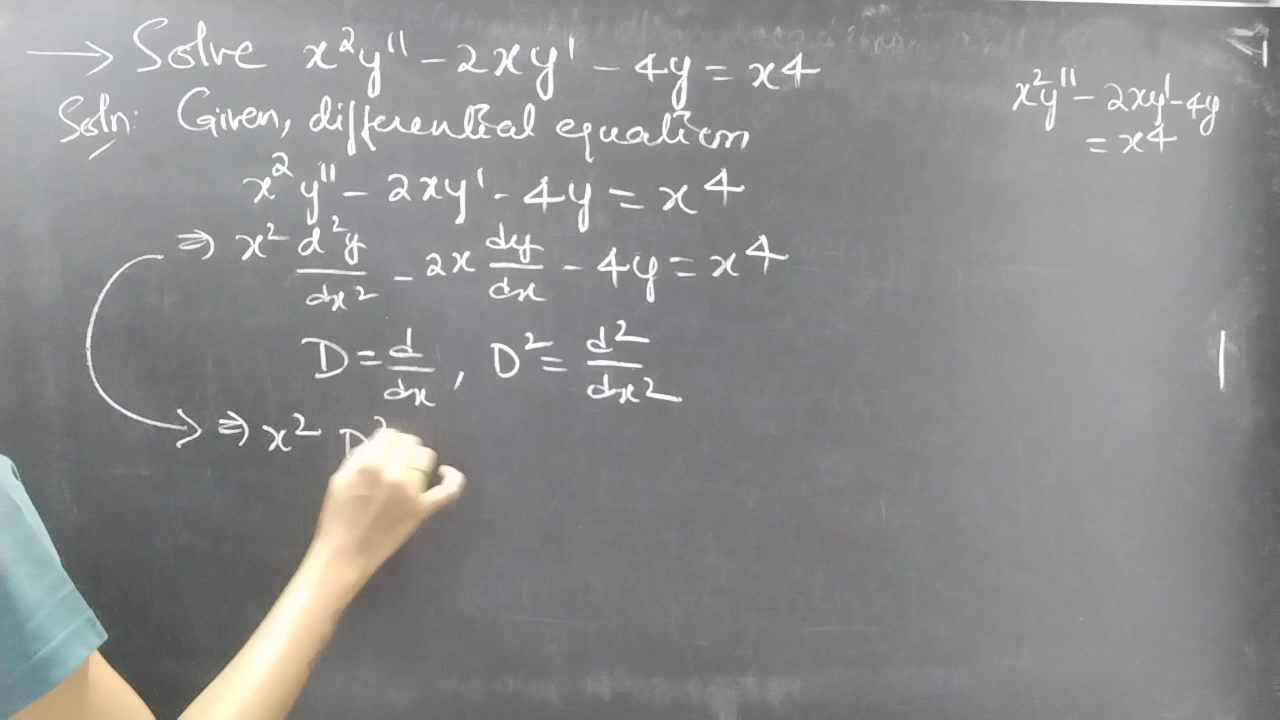 → Solve x²y'' - 2xy' - 4y = x4
Soln: Given, differential equation
x²y'' - 2xy' - 4y = x⁴
⇒ x² d²y/dx² - 2x dy/dx - 4y = x⁴
D = d/dx, D² = d²/dx²
⇒ x² D²
x²y'' - 2xy' - 4y
= x4